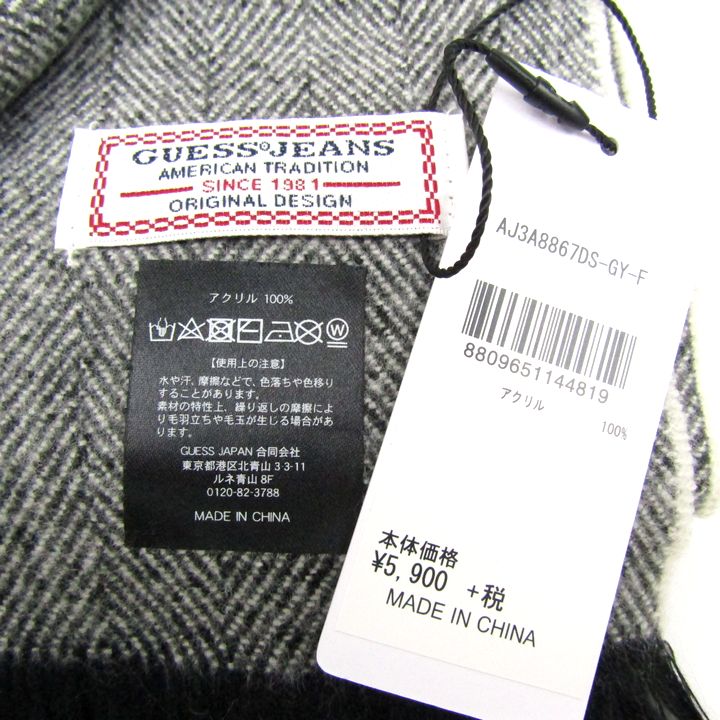 GUESS JEANS
AMERICAN TRADITION
SINCE 1981
ORIGINAL DESIGN
アクリル 100%
W
【使用上の注意】
水や汗、摩擦などで、色落ちや色移り
することがあります。
素材の特性上、繰り返しの摩擦によ
り毛羽立ちや毛玉が生じる場合があ
ります。
GUESS JAPAN 合同会社
東京都港区北青山 3-3-11
ルネ青山 8F
0120-82-3788
MADE IN CHINA
AJ3A8867DS-GY-F
8809651144819
アクリル 100%
本体価格
¥5,900 +税
MADE IN CHINA